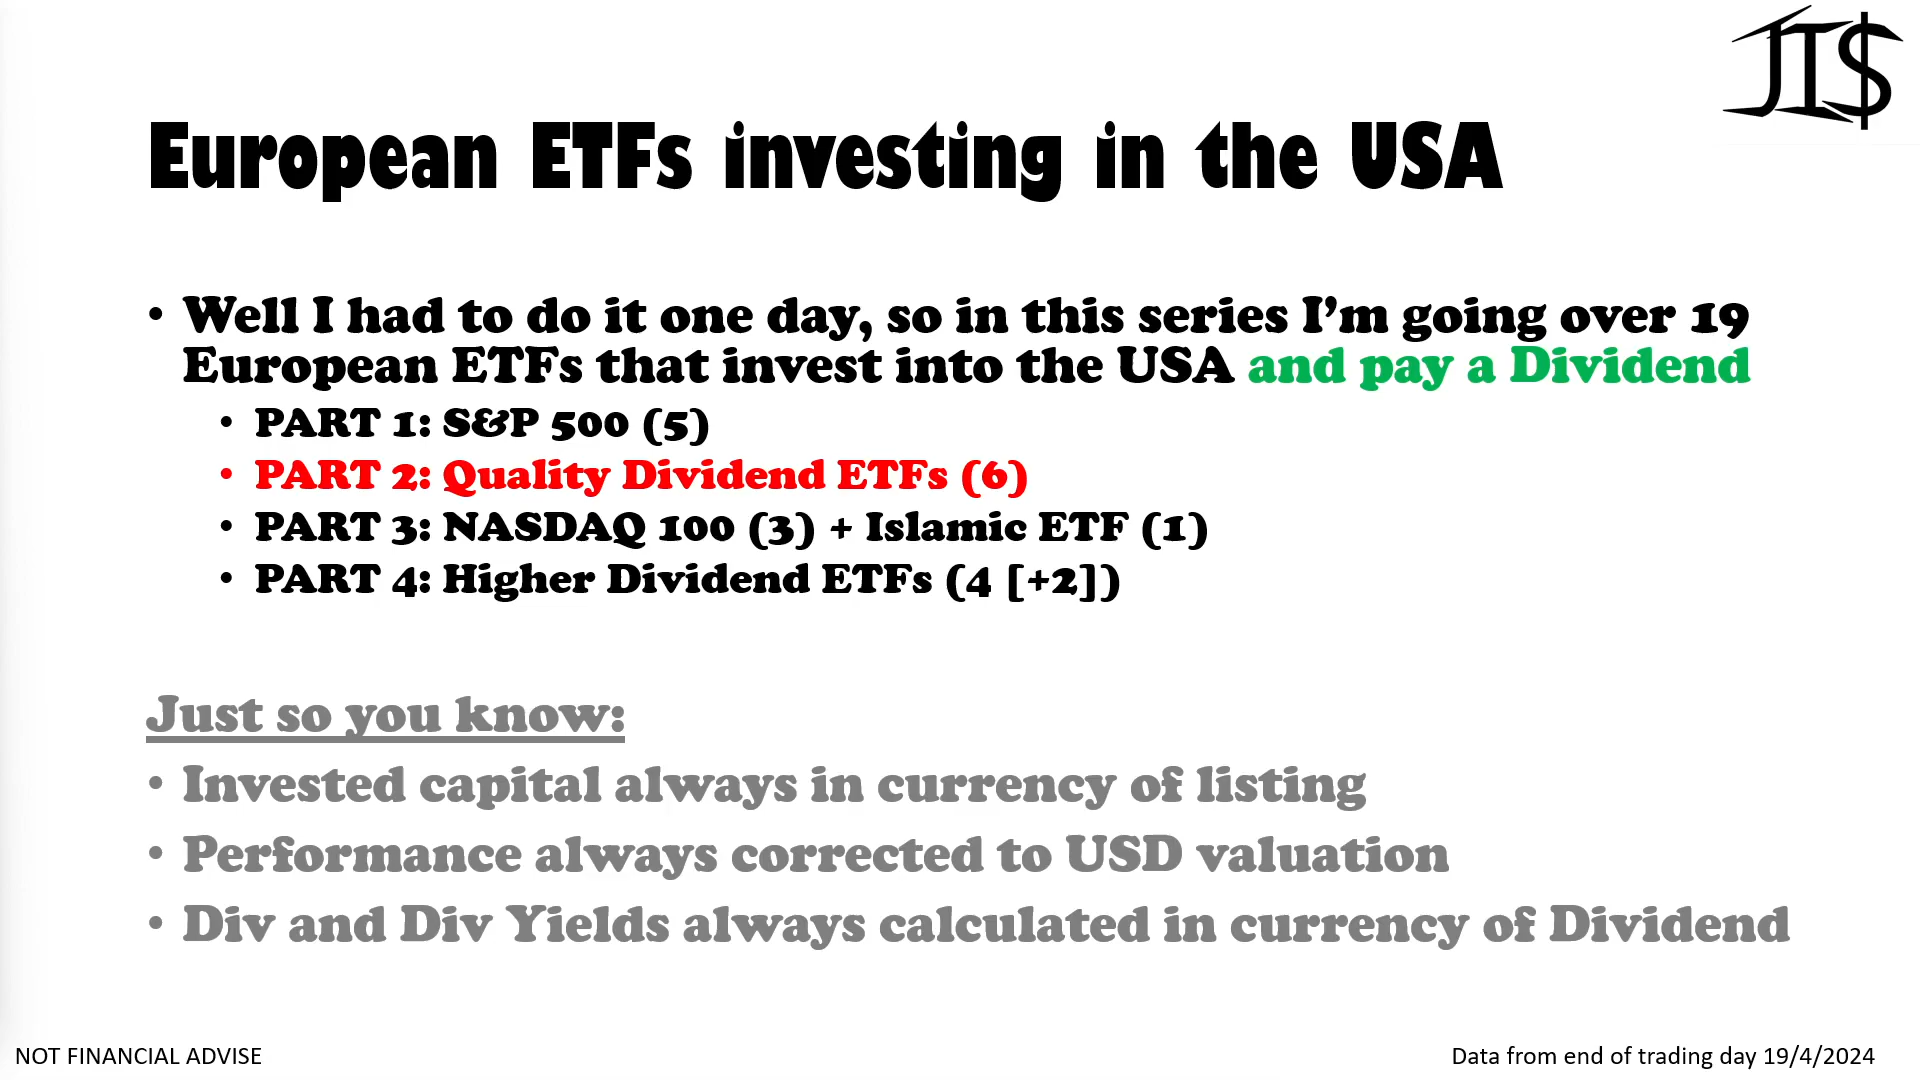 JI$
European ETFs investing in the USA
• Well I had to do it one day, so in this series I’m going over 19
European ETFs that invest into the USA and pay a Dividend
• PART 1: S&P 500 (5)
• PART 2: Quality Dividend ETFs (6)
• PART 3: NASDAQ 100 (3) + Islamic ETF (1)
• PART 4: Higher Dividend ETFs (4 [+2])
Just so you know:
• Invested capital always in currency of listing
• Performance always corrected to USD valuation
• Div and Div Yields always calculated in currency of Dividend
NOT FINANCIAL ADVISE
Data from end of trading day 19/4/2024